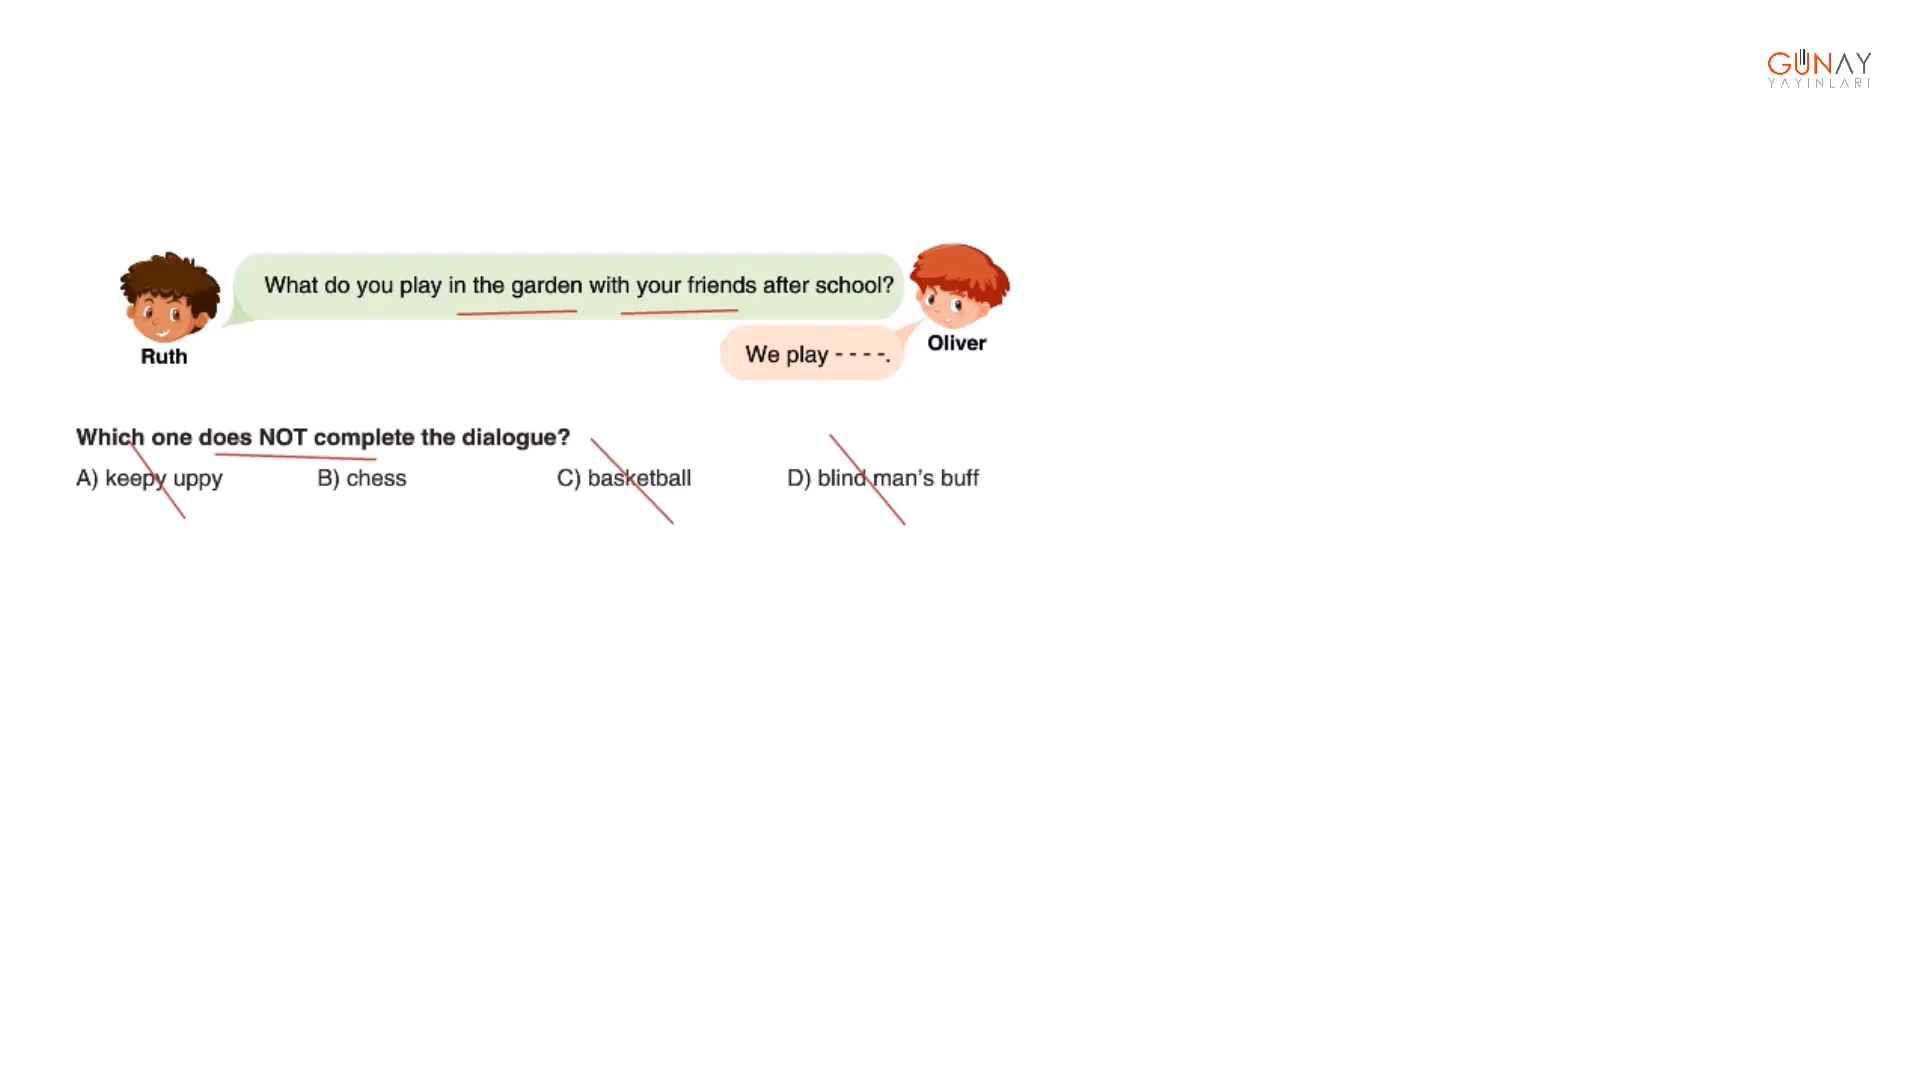 GÜNAY
YAYINLARI
What do you play in the garden with your friends after school?
Ruth
Oliver
We play - - - -.
Which one does NOT complete the dialogue?
A) keepy uppy B) chess C) basketball D) blind man's buff